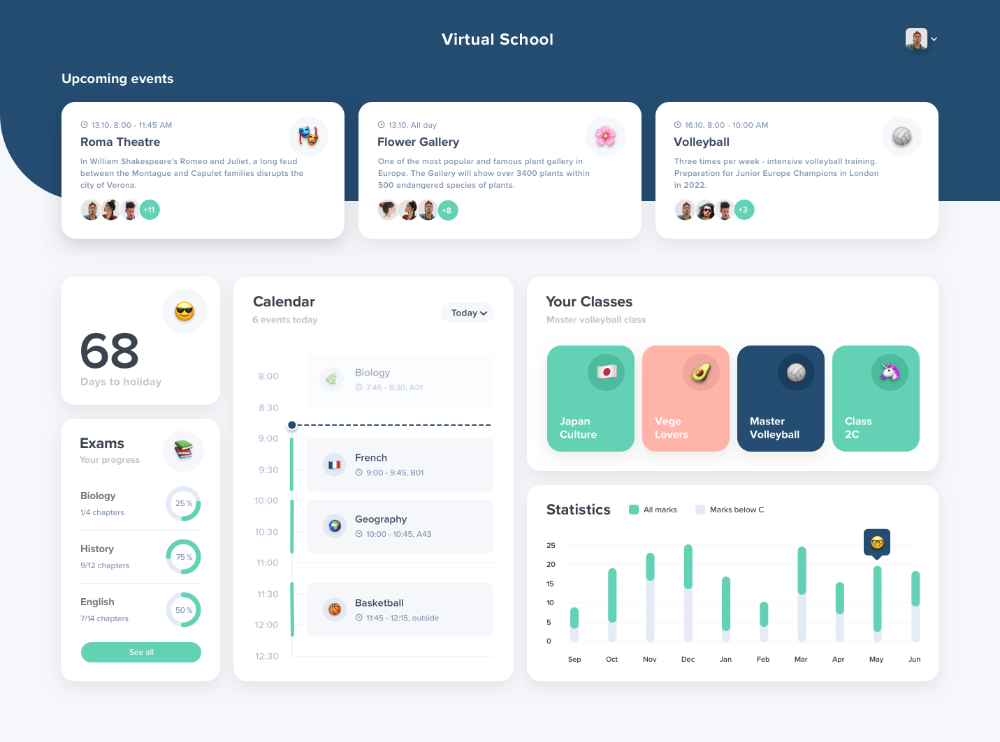 Virtual School
Upcoming events
13.10, 8:00 - 11:45 AM
Roma Theatre
In William Shakespeare's Romeo and Juliet, a long feud
between the Montague and Capulet families disrupts the
city of Verona.
+11
13.10, All day
Flower Gallery
One of the most popular and famous plant gallery in
Europe. The Gallery will show over 3400 plants within
500 endangered species of plants.
+8
16.10, 8:00 - 10:00 AM
Volleyball
Three times per week - intensive volleyball training.
Preparation for Junior Europe Champions in London
in 2022.
+3
68
Days to holiday
Exams
Your progress
Biology
1/4 chapters
25 %
History
9/12 chapters
75 %
English
7/14 chapters
50 %
See all
Calendar
6 events today
Today
8:00
8:30
9:00
9:30
10:00
10:30
11:00
11:30
12:00
12:30
Biology
7:45 - 8:30, A01
French
9:00 - 9:45, B01
Geography
10:00 - 10:45, A43
Basketball
11:45 - 12:15, outside
Your Classes
Master volleyball class
Japan
Culture
Vege
Lovers
Master
Volleyball
Class
2C
Statistics
All marks
Marks below C
25
20
15
10
5
0
Sep
Oct
Nov
Dec
Jan
Feb
Mar
Apr
May
Jun